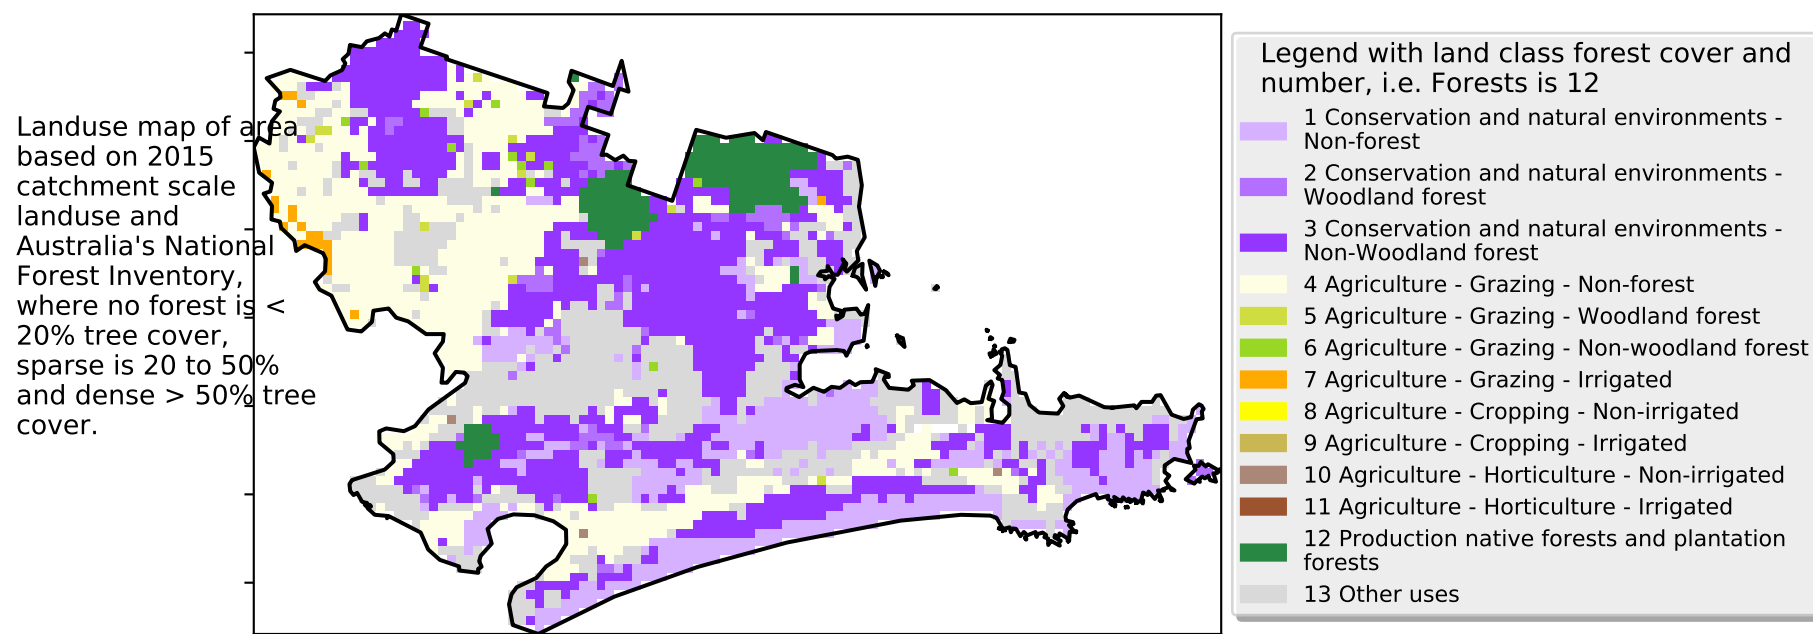 Landuse map of area
based on 2015
catchment scale
landuse and
Australia's National
Forest Inventory,
where no forest is <
20% tree cover,
sparse is 20 to 50%
and dense > 50% tree
cover.
Legend with land class forest cover and
number, i.e. Forests is 12
1 Conservation and natural environments -
Non-forest
2 Conservation and natural environments -
Woodland forest
3 Conservation and natural environments -
Non-Woodland forest
4 Agriculture - Grazing - Non-forest
5 Agriculture - Grazing - Woodland forest
6 Agriculture - Grazing - Non-woodland forest
7 Agriculture - Grazing - Irrigated
8 Agriculture - Cropping - Non-irrigated
9 Agriculture - Cropping - Irrigated
10 Agriculture - Horticulture - Non-irrigated
11 Agriculture - Horticulture - Irrigated
12 Production native forests and plantation
forests
13 Other uses